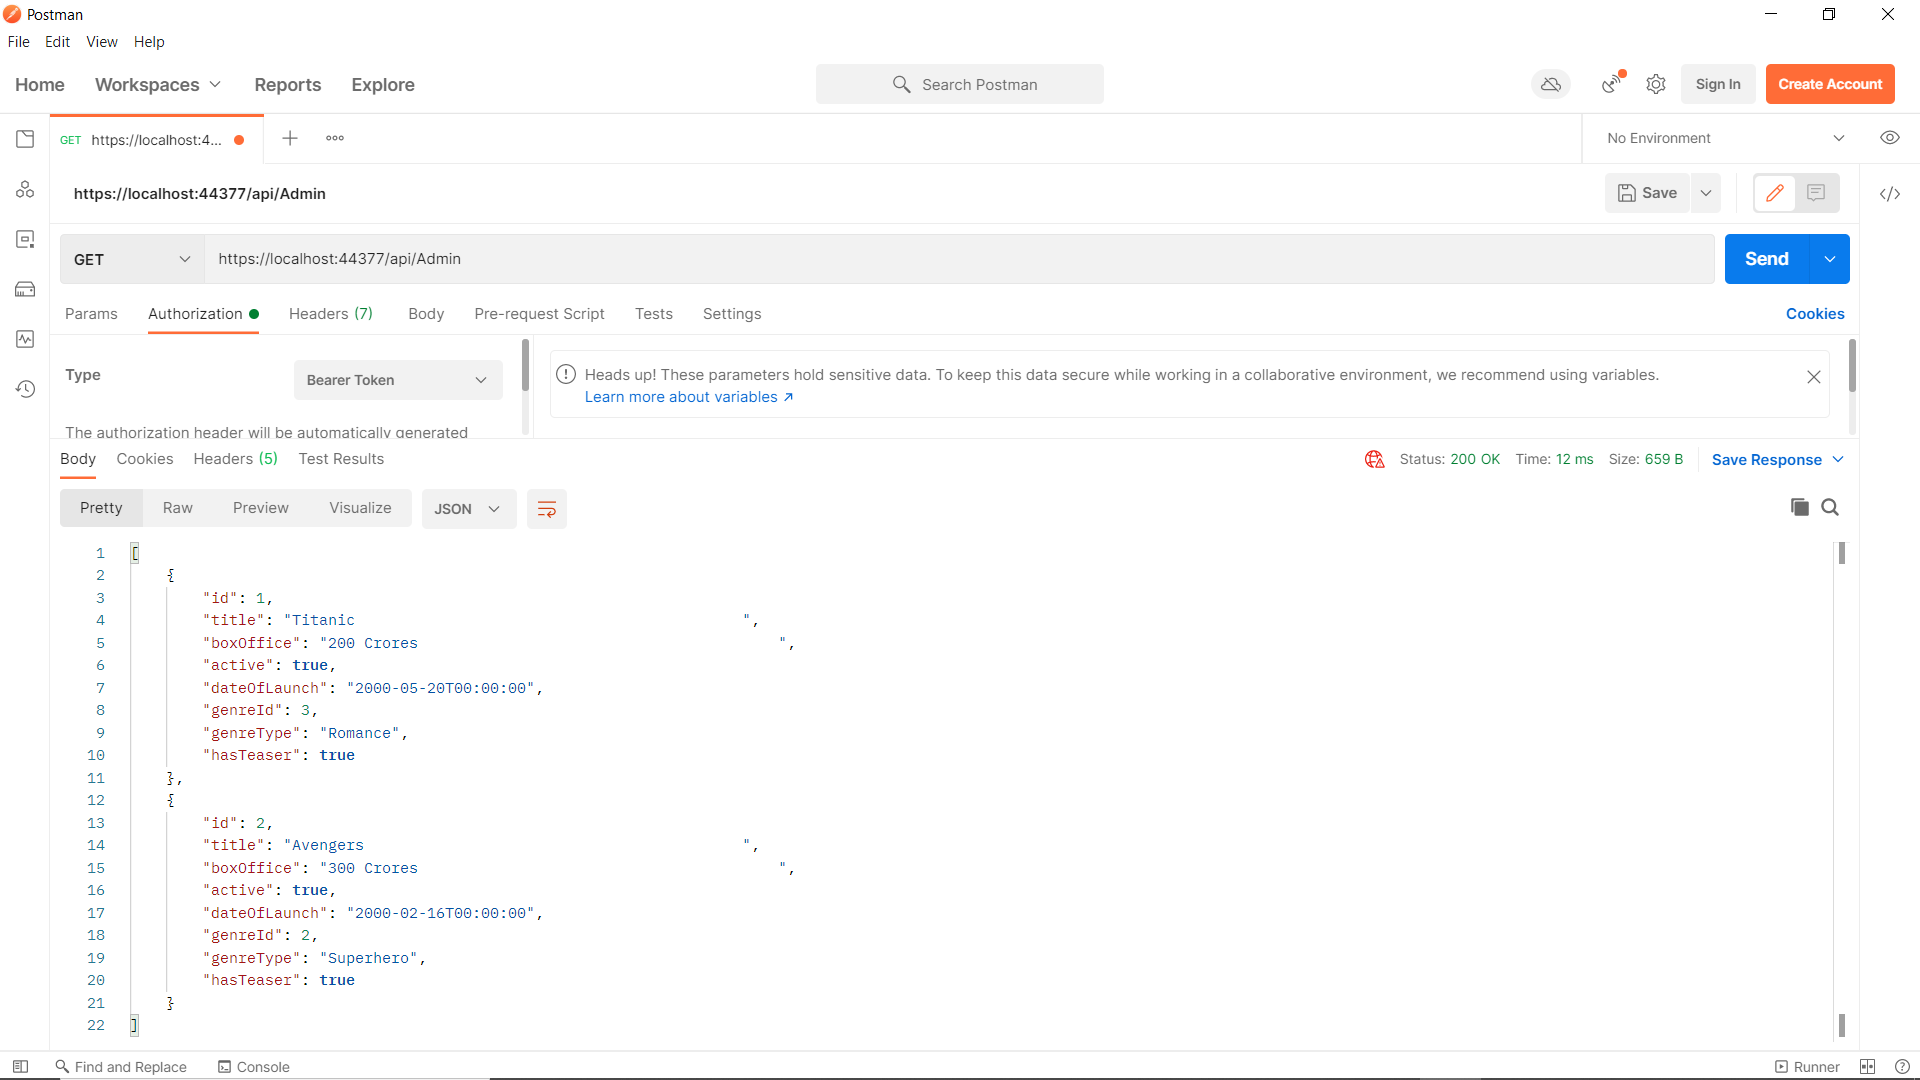 Postman
File Edit View Help
Home Workspaces Reports Explore Search Postman Sign In Create Account
GET https://localhost:4... No Environment
https://localhost:44377/api/Admin Save
GET https://localhost:44377/api/Admin Send
Params Authorization Headers (7) Body Pre-request Script Tests Settings Cookies
Type Bearer Token
Heads up! These parameters hold sensitive data. To keep this data secure while working in a collaborative environment, we recommend using variables.
Learn more about variables
The authorization header will be automatically generated
Body Cookies Headers (5) Test Results Status: 200 OK Time: 12 ms Size: 659 B Save Response
Pretty Raw Preview Visualize JSON
1 [
2 {
3 "id": 1,
4 "title": "Titanic                                           ",
5 "boxOffice": "200 Crores                                        ",
6 "active": true,
7 "dateOfLaunch": "2000-05-20T00:00:00",
8 "genreId": 3,
9 "genreType": "Romance",
10 "hasTeaser": true
11 },
12 {
13 "id": 2,
14 "title": "Avengers                                          ",
15 "boxOffice": "300 Crores                                        ",
16 "active": true,
17 "dateOfLaunch": "2000-02-16T00:00:00",
18 "genreId": 2,
19 "genreType": "Superhero",
20 "hasTeaser": true
21 }
22 ]
Find and Replace Console Runner